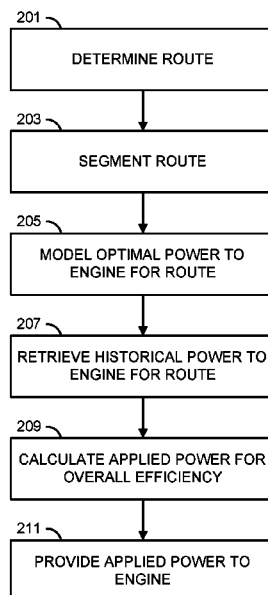 201
DETERMINE ROUTE
203
SEGMENT ROUTE
205
MODEL OPTIMAL POWER TO
ENGINE FOR ROUTE
207
RETRIEVE HISTORICAL POWER TO
ENGINE FOR ROUTE
209
CALCULATE APPLIED POWER FOR
OVERALL EFFICIENCY
211
PROVIDE APPLIED POWER TO
ENGINE